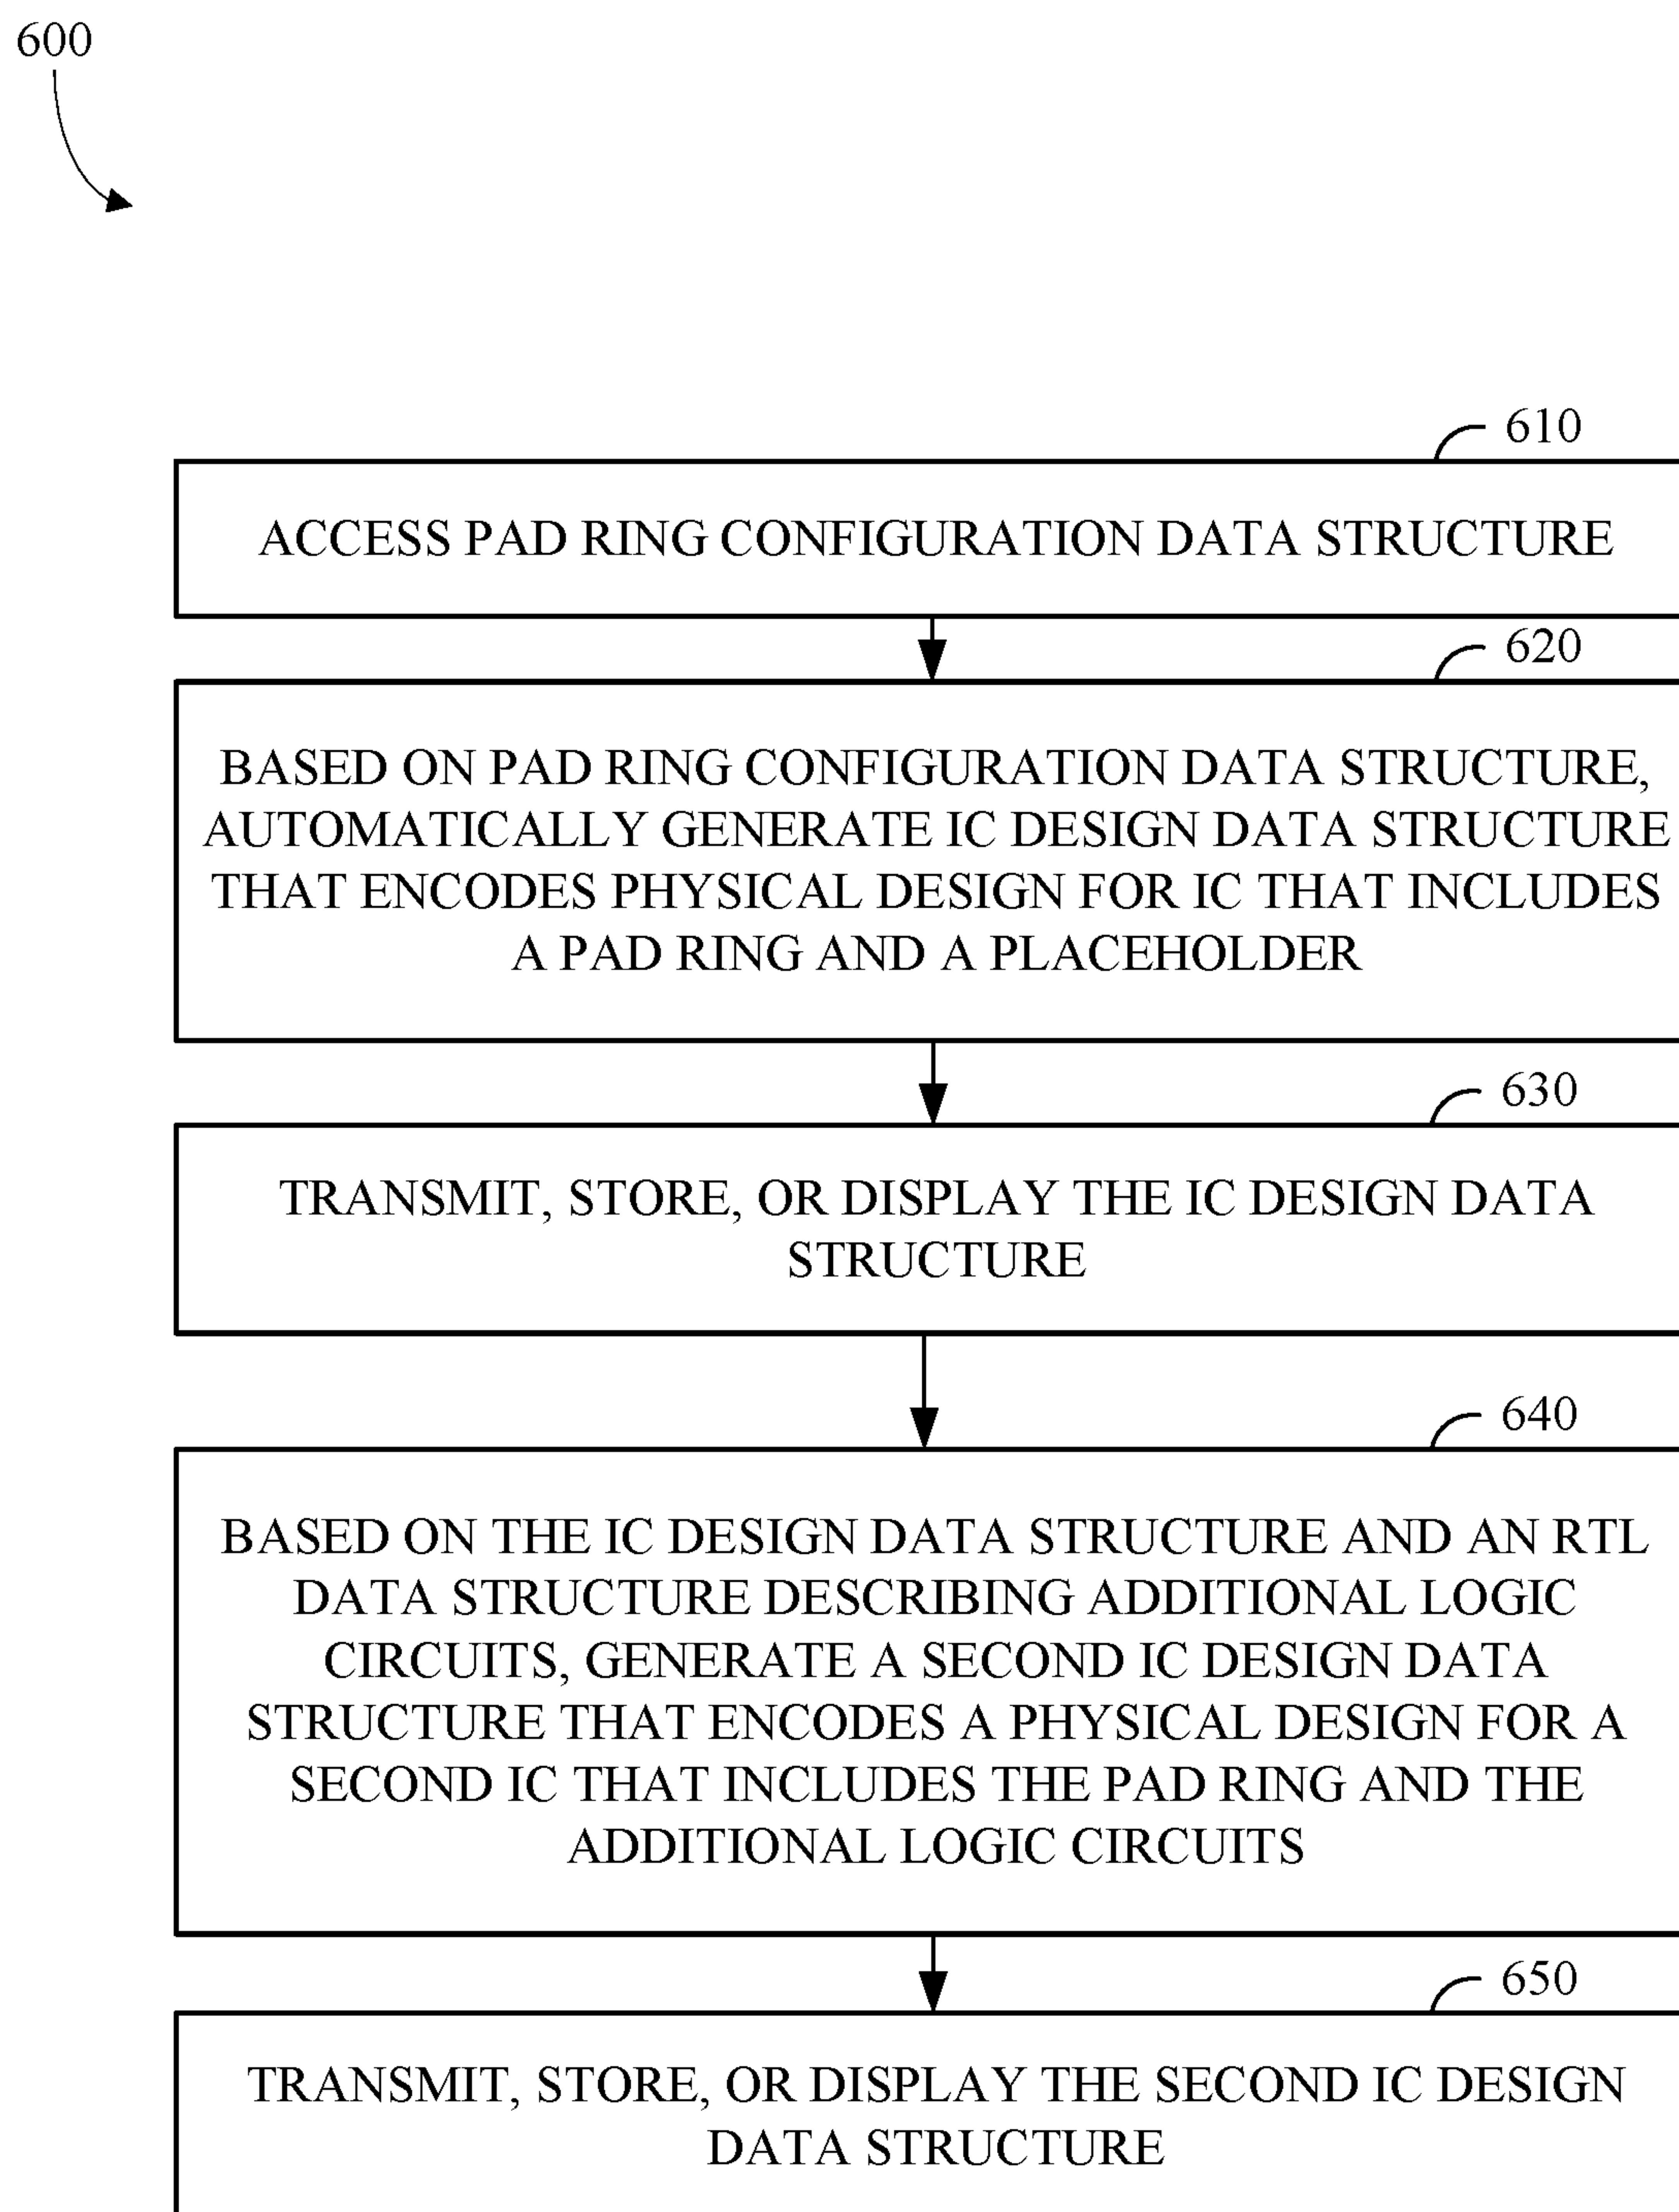 600
610
ACCESS PAD RING CONFIGURATION DATA STRUCTURE
620
BASED ON PAD RING CONFIGURATION DATA STRUCTURE,
AUTOMATICALLY GENERATE IC DESIGN DATA STRUCTURE
THAT ENCODES PHYSICAL DESIGN FOR IC THAT INCLUDES
A PAD RING AND A PLACEHOLDER
630
TRANSMIT, STORE, OR DISPLAY THE IC DESIGN DATA
STRUCTURE
640
BASED ON THE IC DESIGN DATA STRUCTURE AND AN RTL
DATA STRUCTURE DESCRIBING ADDITIONAL LOGIC
CIRCUITS, GENERATE A SECOND IC DESIGN DATA
STRUCTURE THAT ENCODES A PHYSICAL DESIGN FOR A
SECOND IC THAT INCLUDES THE PAD RING AND THE
ADDITIONAL LOGIC CIRCUITS
650
TRANSMIT, STORE, OR DISPLAY THE SECOND IC DESIGN
DATA STRUCTURE